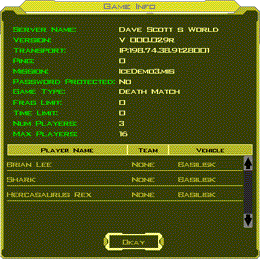 Game Info
Server Name: Dave Scott s World
Version: V 000.029r
Transport: IP:198.74.38.91:28001
Ping: 0
Mission: IceDemo3.mis
Password Protected: No
Game Type: Death Match
Frag Limit: 0
Time Limit: 0
Num Players: 3
Max Players: 16
Player Name Team Vehicle
Brian Lee None Basilisk
Shark None Basilisk
Hercasaurus Rex None Basilisk
Okay